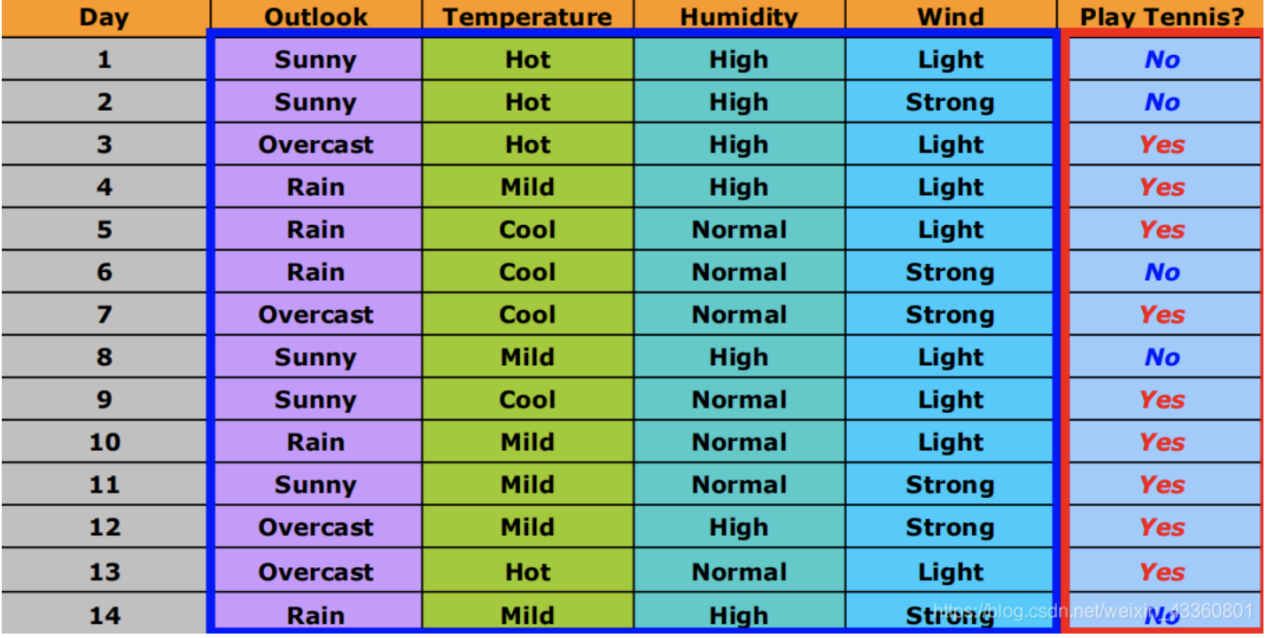 Day Outlook Temperature Humidity Wind Play Tennis?
1 Sunny Hot High Light No
2 Sunny Hot High Strong No
3 Overcast Hot High Light Yes
4 Rain Mild High Light Yes
5 Rain Cool Normal Light Yes
6 Rain Cool Normal Strong No
7 Overcast Cool Normal Strong Yes
8 Sunny Mild High Light No
9 Sunny Cool Normal Light Yes
10 Rain Mild Normal Light Yes
11 Sunny Mild Normal Strong Yes
12 Overcast Mild High Strong Yes
13 Overcast Hot Normal Light Yes
14 Rain Mild High Strong No
https://blog.csdn.net/weixin_43360801